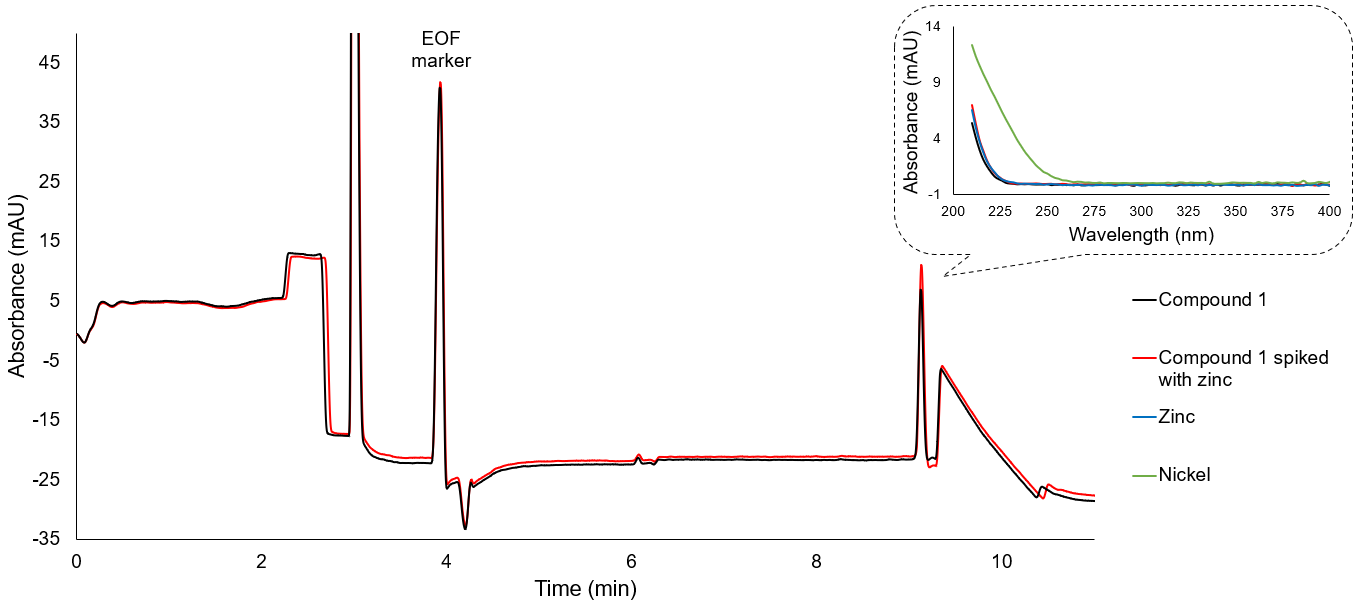 EOF
marker
Absorbance (mAU)
45
35
25
15
5
-5
-15
-25
-35
0
2
4
6
8
10
Time (min)
Absorbance (mAU)
14
9
4
-1
200
225
250
275
300
325
350
375
400
Wavelength (nm)
Compound 1
Compound 1 spiked
with zinc
Zinc
Nickel